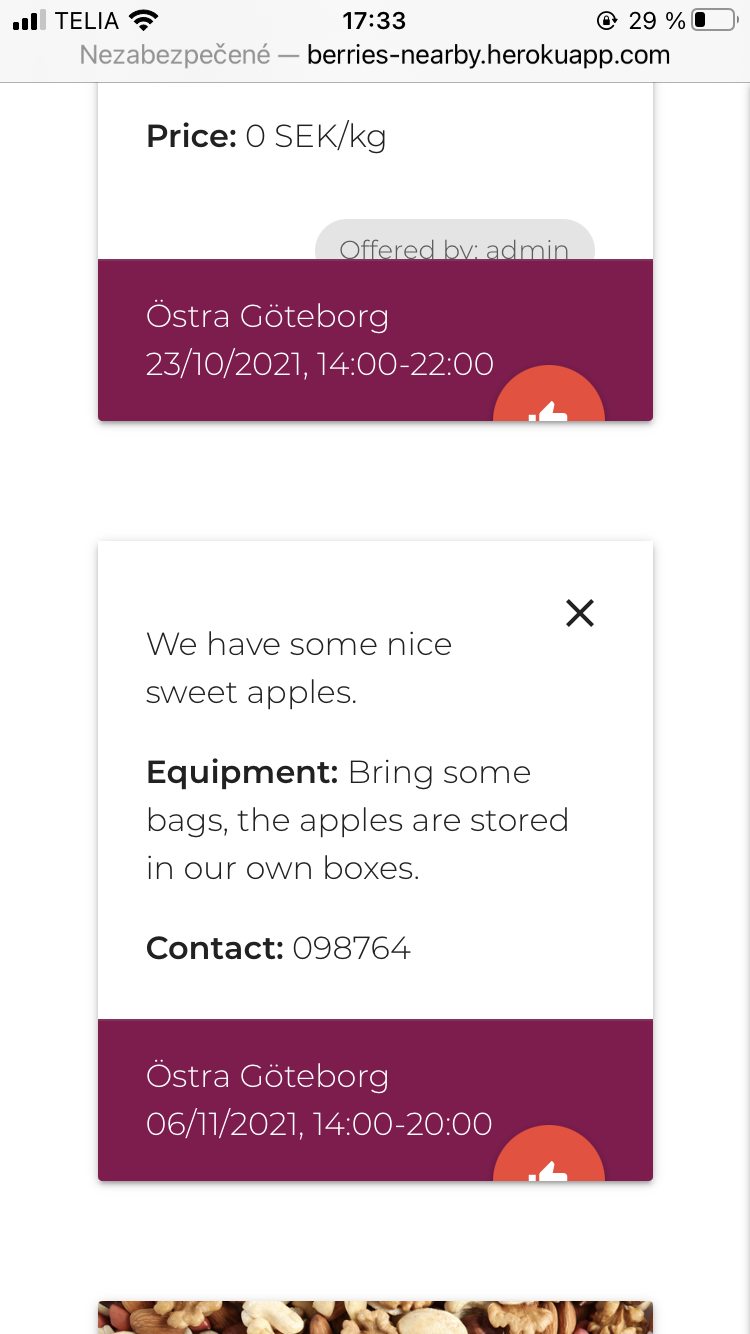 TELIA 17:33 29 %
Nezabezpečené — berries-nearby.herokuapp.com
Price: 0 SEK/kg
Offered by: admin
Östra Göteborg
23/10/2021, 14:00-22:00
We have some nice
sweet apples.
Equipment: Bring some
bags, the apples are stored
in our own boxes.
Contact: 098764
Östra Göteborg
06/11/2021, 14:00-20:00